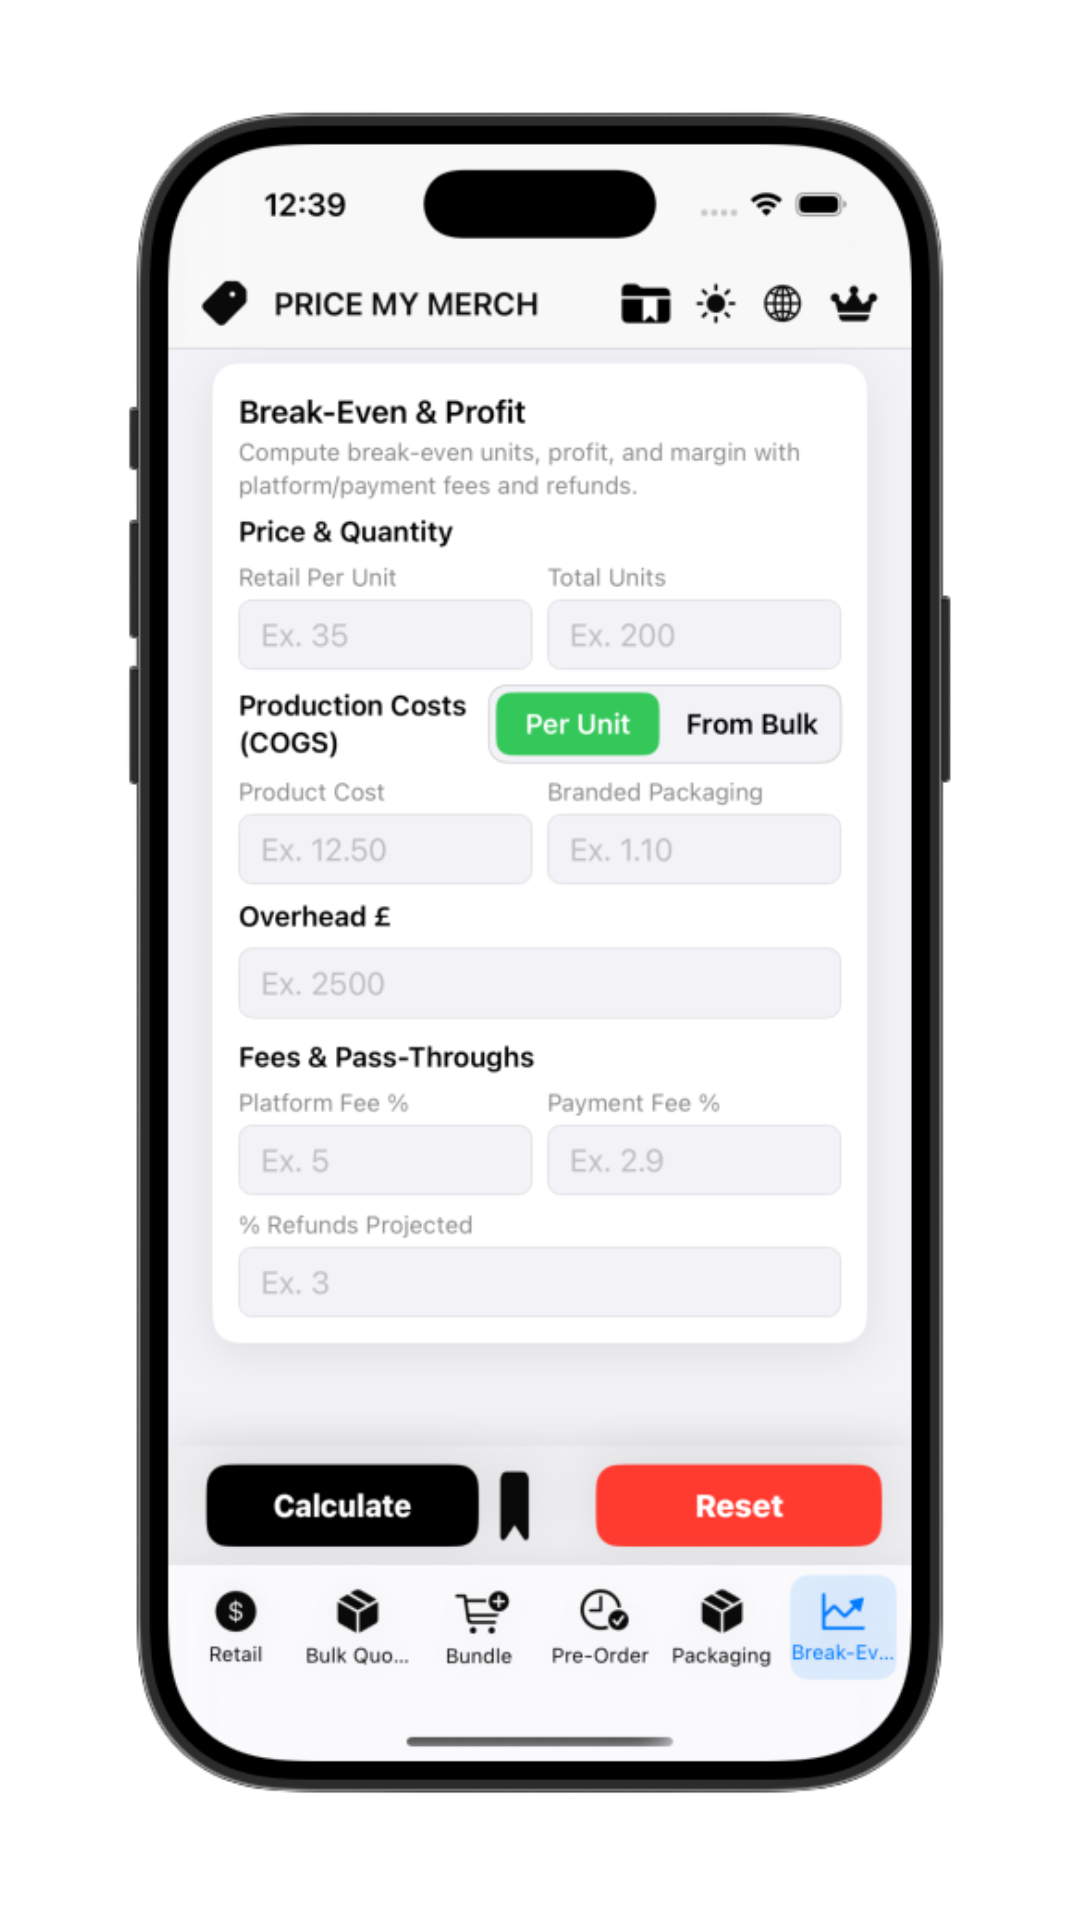 12:39
PRICE MY MERCH
Break-Even & Profit
Compute break-even units, profit, and margin with
platform/payment fees and refunds.
Price & Quantity
Retail Per Unit
Total Units
Ex. 35
Ex. 200
Production Costs
(COGS)
Per Unit
From Bulk
Product Cost
Branded Packaging
Ex. 12.50
Ex. 1.10
Overhead £
Ex. 2500
Fees & Pass-Throughs
Platform Fee %
Payment Fee %
Ex. 5
Ex. 2.9
% Refunds Projected
Ex. 3
Calculate
Reset
$
Retail
Bulk Quo...
Bundle
Pre-Order
Packaging
Break-Ev...